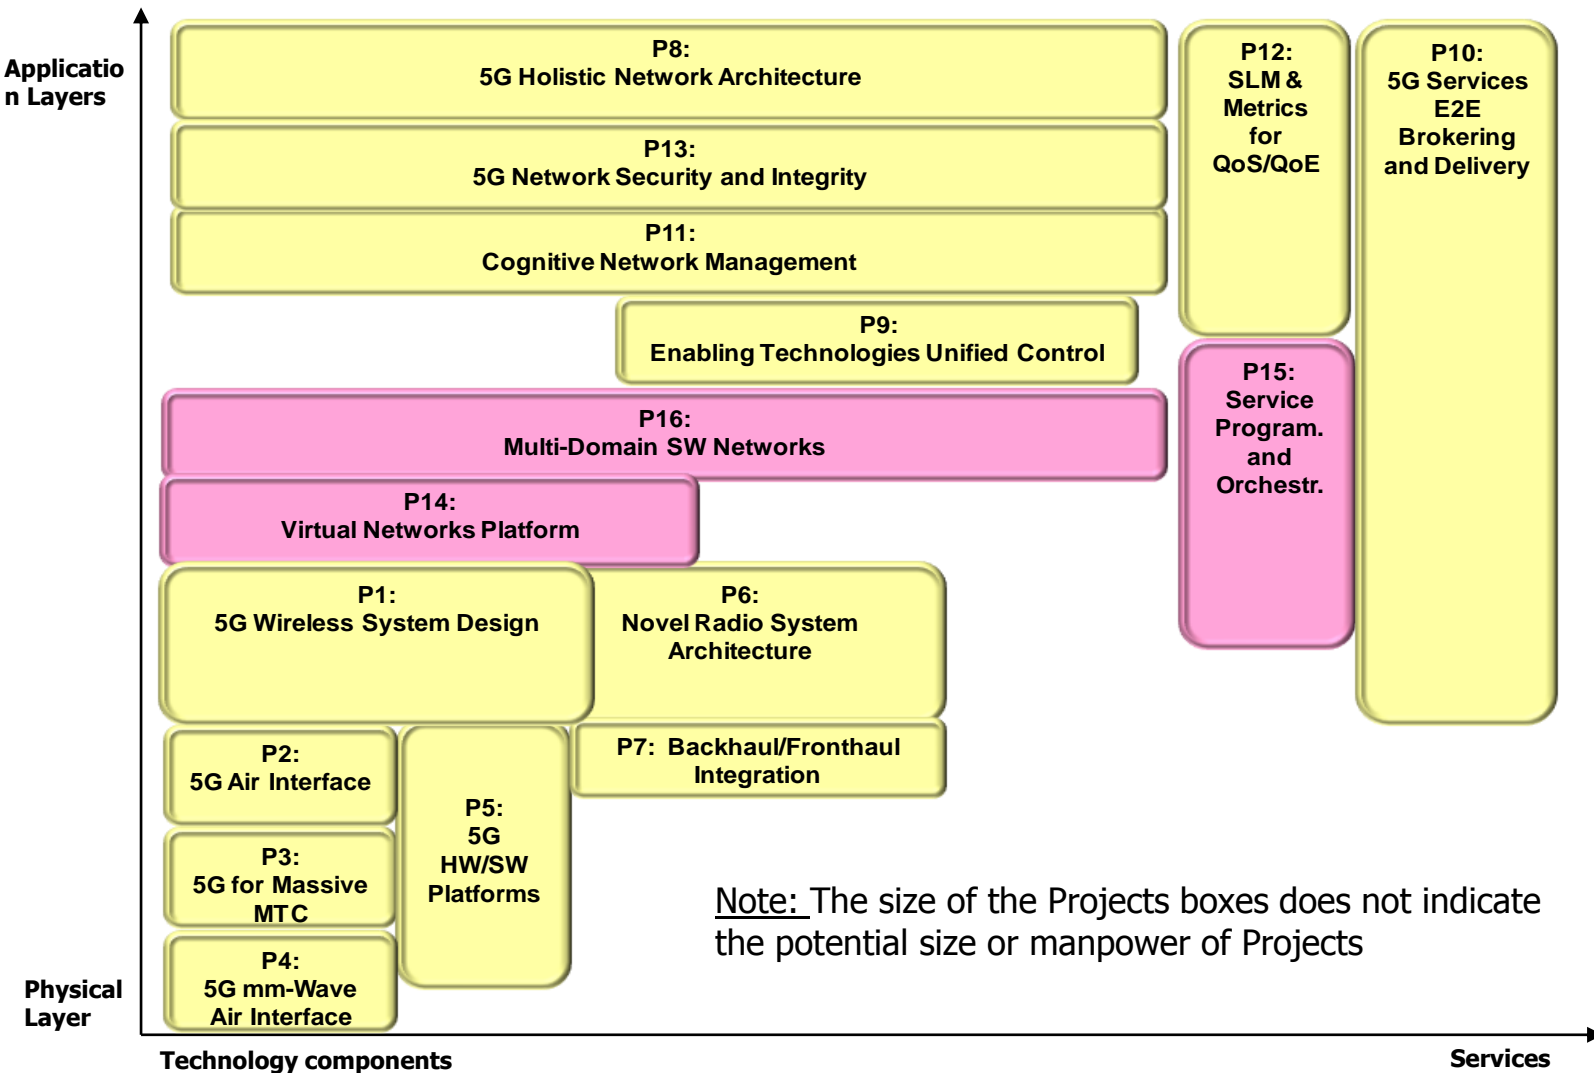 Applicatio
n Layers
P8:
5G Holistic Network Architecture
P13:
5G Network Security and Integrity
P11:
Cognitive Network Management
P9:
Enabling Technologies Unified Control
P16:
Multi-Domain SW Networks
P14:
Virtual Networks Platform
P12:
SLM &
Metrics
for
QoS/QoE
P10:
5G Services
E2E
Brokering
and Delivery
P15:
Service
Program.
and
Orchestr.
P1:
5G Wireless System Design
P6:
Novel Radio System
Architecture
P2:
5G Air Interface
P7: Backhaul/Fronthaul
Integration
P5:
5G
HW/SW
Platforms
P3:
5G for Massive
MTC
P4:
5G mm-Wave
Air Interface
Note: The size of the Projects boxes does not indicate
the potential size or manpower of Projects
Physical
Layer
Technology components
Services